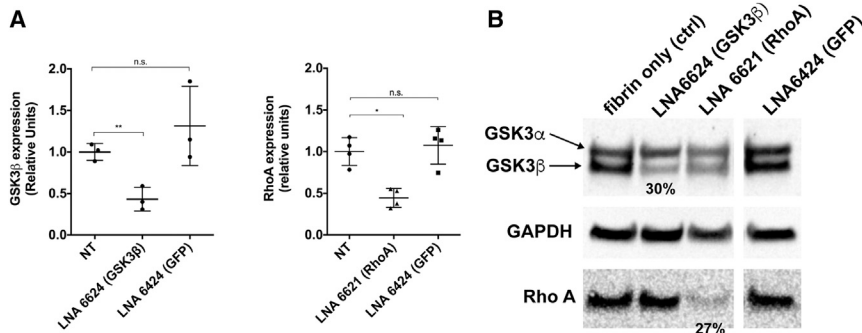 A
n.s.
**
GSK3β expression
(Relative Units)
2.0
1.5
1.0
0.5
0.0
NT
LNA 6624 (GSK3β)
LNA 6424 (GFP)
n.s.
*
RhoA expression
(relative units)
2.0
1.5
1.0
0.5
0.0
NT
LNA 6621 (RhoA)
LNA 6424 (GFP)
B
fibrin only (ctrl)
LNA6624 (GSK3β)
LNA 6621 (RhoA)
LNA6424 (GFP)
GSK3α
GSK3β
30%
GAPDH
Rho A
27%